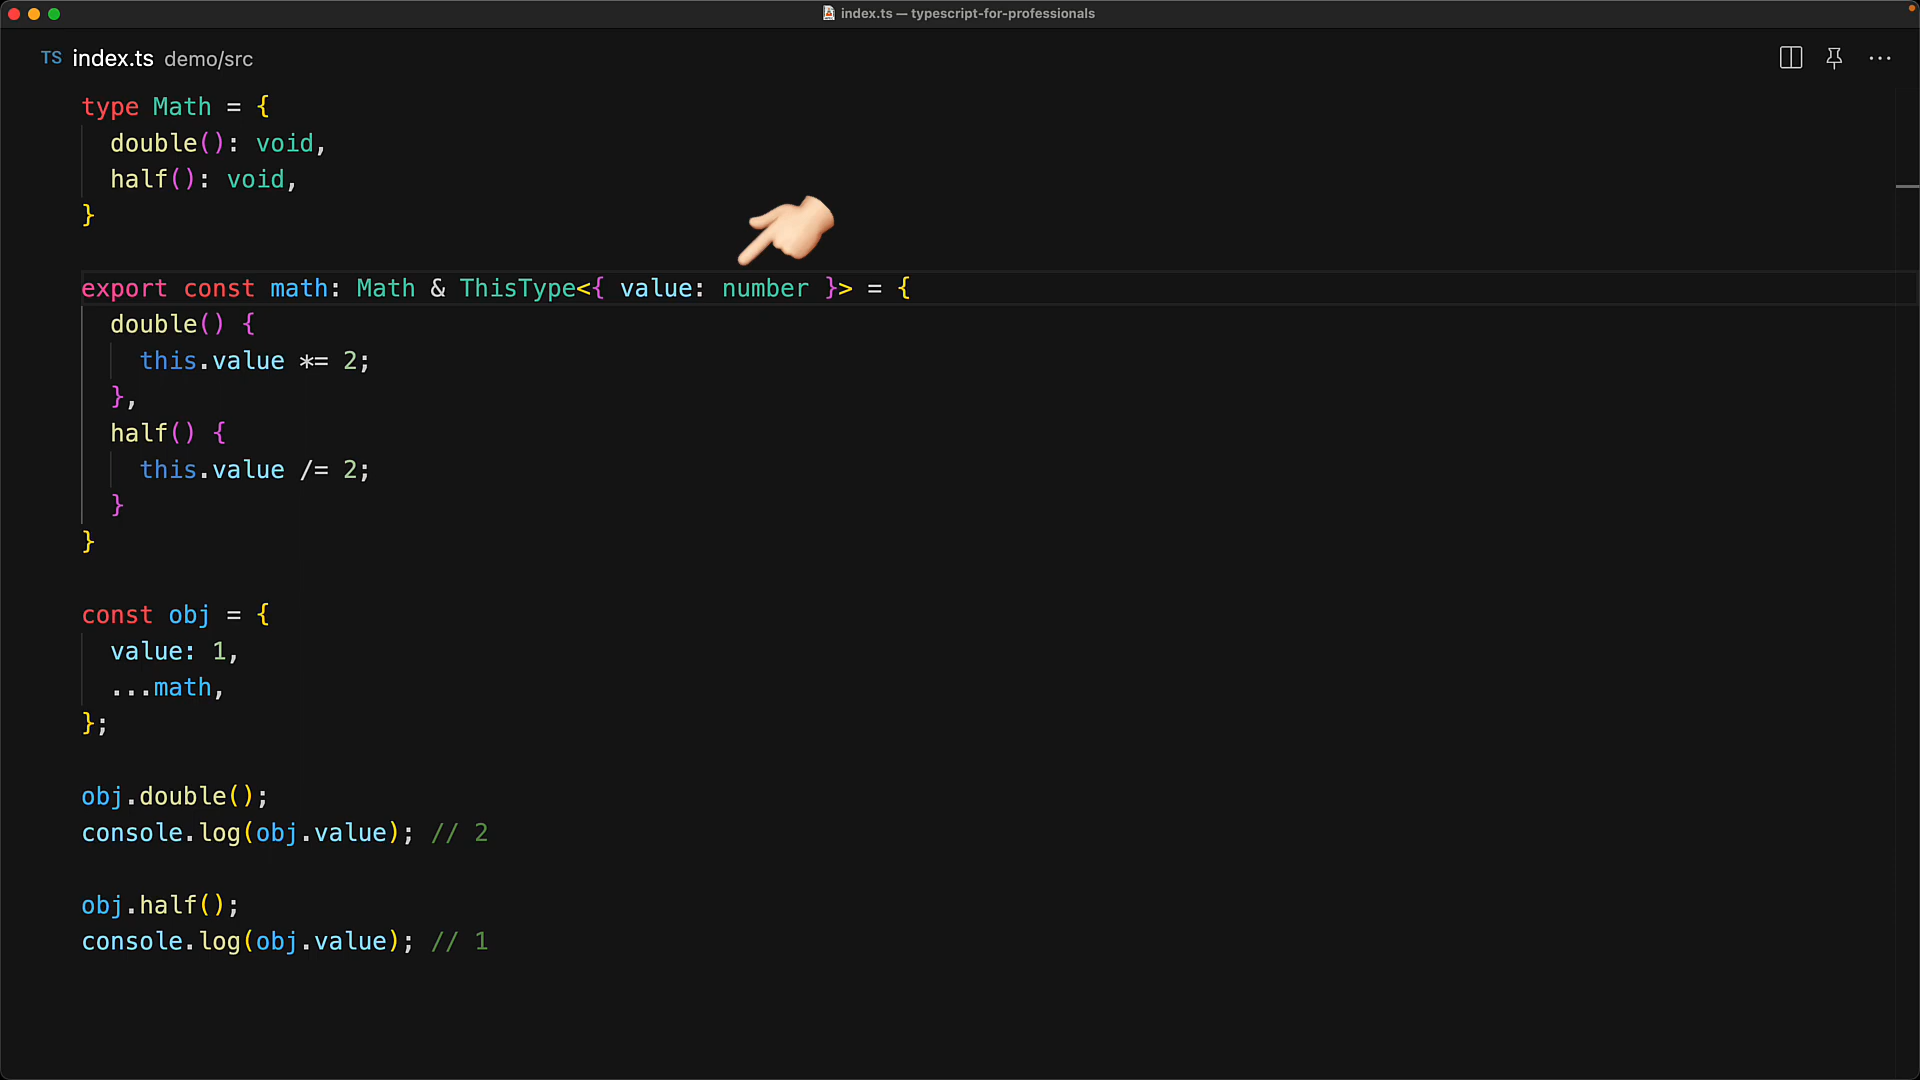 index.ts — typescript-for-professionals
TS index.ts demo/src
type Math = {
  double(): void,
  half(): void,
}
export const math: Math & ThisType<{ value: number }> = {
  double() {
    this.value *= 2;
  },
  half() {
    this.value /= 2;
  }
}
const obj = {
  value: 1,
  ...math,
};
obj.double();
console.log(obj.value); // 2
obj.half();
console.log(obj.value); // 1